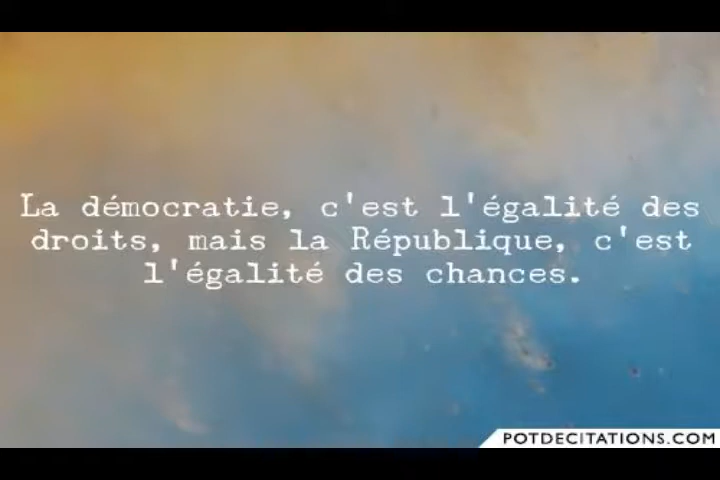 La démocratie, c'est l'égalité des
droits, mais la République, c'est
l'égalité des chances.
POTDECITATIONS.COM